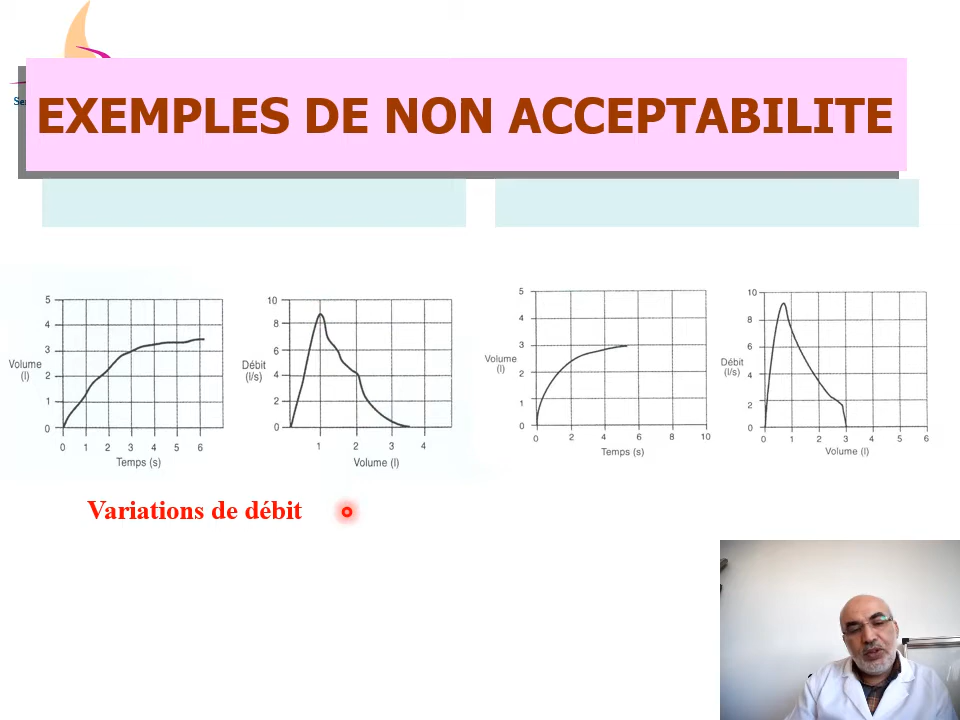 Se
EXEMPLES DE NON ACCEPTABILITE
5
4
3
2
1
0
Volume
(l)
0 1 2 3 4 5 6
Temps (s)
10
8
6
4
2
0
Débit
(l/s)
1 2 3 4
Volume (l)
5
4
3
2
1
0
Volume
(l)
0 2 4 6 8 10
Temps (s)
10
8
6
4
2
0
Débit
(l/s)
0 1 2 3 4 5 6
Volume (l)
Variations de débit